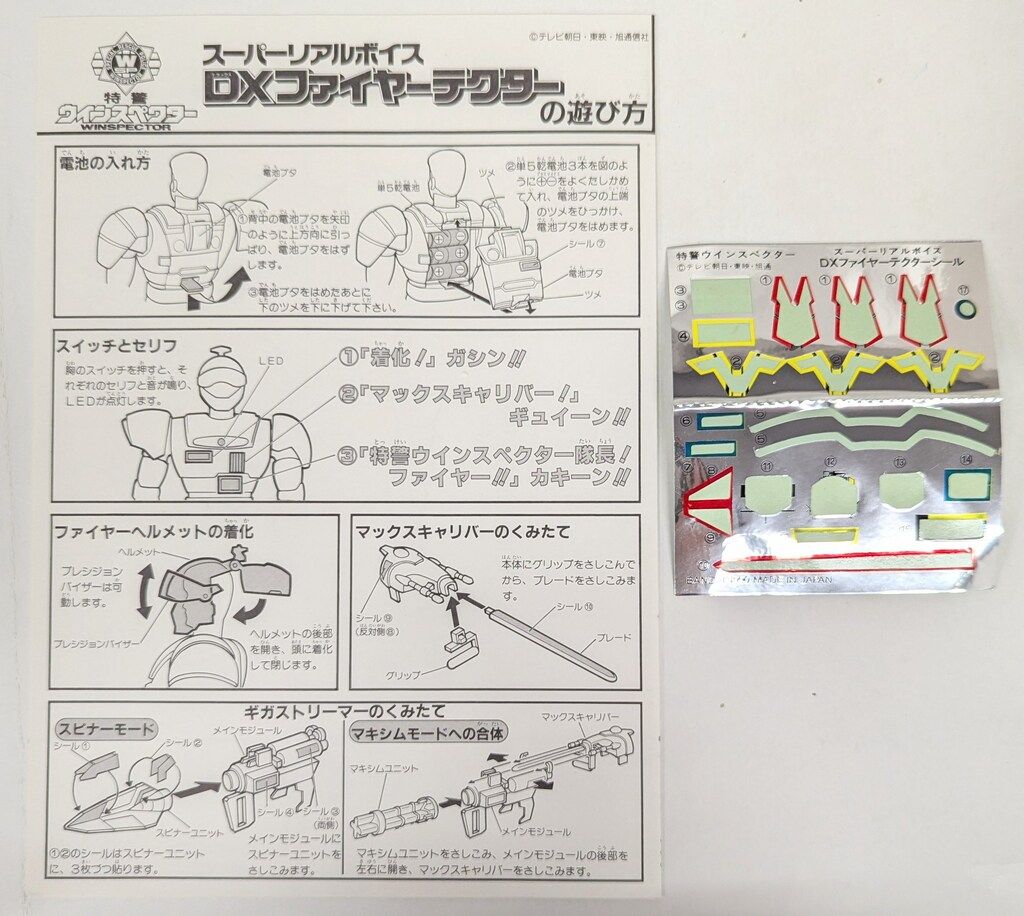 ©テレビ朝日・東映・旭通信社
W
特警
ウインスペクター
WINSPECTOR
スーパーリアルボイス
DXファイヤーテクター
の遊び方
電池の入れ方
電池ブタ
①背中の電池ブタを矢印
のように上方向に引っ
ぱり、電池ブタをはず
します。
③電池ブタをはめたあとに
下のツメを下に下げて下さい。
単5乾電池
ツメ
②単5乾電池3本を図のよ
うに⊕⊖をよくたしかめ
て入れ、電池ブタの上端
のツメをひっかけ、
電池ブタをはめます。
シール⑦
電池ブタ
ツメ
スイッチとセリフ
胸のスイッチを押すと、そ
れぞれのセリフと音が鳴り、
LEDが点灯します。
LED
①「着化!」ガシン!!
②「マックスキャリバー!」
ギュイーン!!
③「特警ウインスペクター隊長!
ファイヤー!!」カキーン!!
ファイヤーヘルメットの着化
ヘルメット
プレシジョン
バイザーは可
動します。
プレシジョンバイザー
ヘルメットの後部
を開き、頭に着化
して閉じます。
マックスキャリバーのくみたて
本体にグリップをさしこんで
から、ブレードをさしこみま
す。
シール⑨
(反対側⑧)
シール⑩
ブレード
グリップ
ギガストリーマーのくみたて
スピナーモード
シール①
シール②
メインモジュール
シール④
シール③
(両側)
スピナーユニット
①②のシールはスピナーユニット
に、3枚づつ貼ります。
メインモジュールに
スピナーユニットを
さしこみます。
マキシムモードへの合体
マックスキャリバー
マキシムユニット
メインモジュール
マキシムユニットをさしこみ、メインモジュールの後部を
左右に開き、マックスキャリバーをさしこみます。
特警ウインスペクター
©テレビ朝日・東映・旭通
スーパーリアルボイス
DXファイヤーテクターシール
③
③
①
①
①
⑰
④
②
②
②
⑥
⑤
⑤
⑦
⑧
⑪
⑫
⑬
⑭
⑨
MADE IN JAPAN